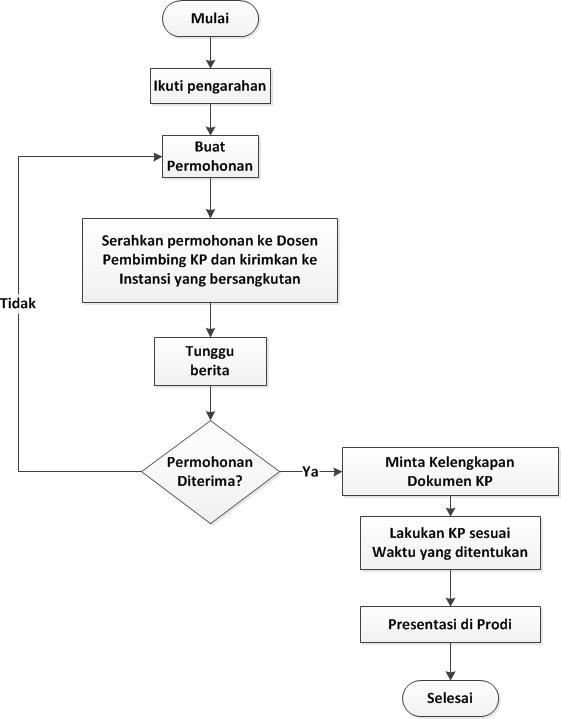 Mulai
Ikuti pengarahan
Buat
Permohonan
Serahkan permohonan ke Dosen
Pembimbing KP dan kirimkan ke
Instansi yang bersangkutan
Tidak
Tunggu
berita
Permohonan
Diterima?
Ya
Minta Kelengkapan
Dokumen KP
Lakukan KP sesuai
Waktu yang ditentukan
Presentasi di Prodi
Selesai